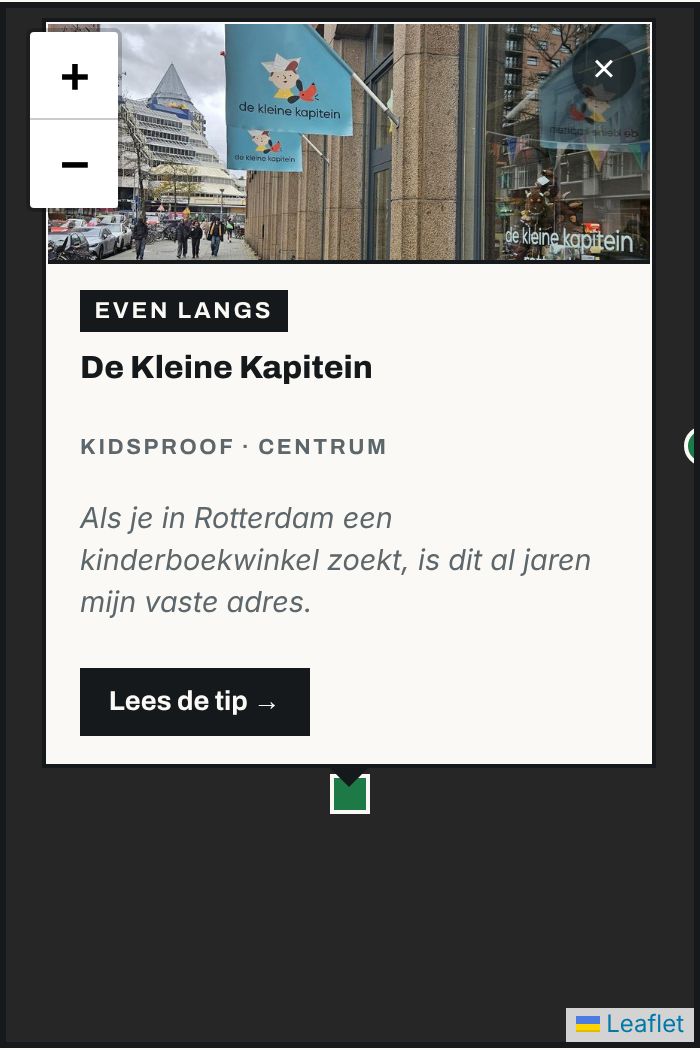 +
−
de kleine kapitein
de kleine kapitein
de kleine kapitein
×
EVEN LANGS
De Kleine Kapitein
KIDSPROOF · CENTRUM
Als je in Rotterdam een
kinderboekwinkel zoekt, is dit al jaren
mijn vaste adres.
Lees de tip →
Leaflet